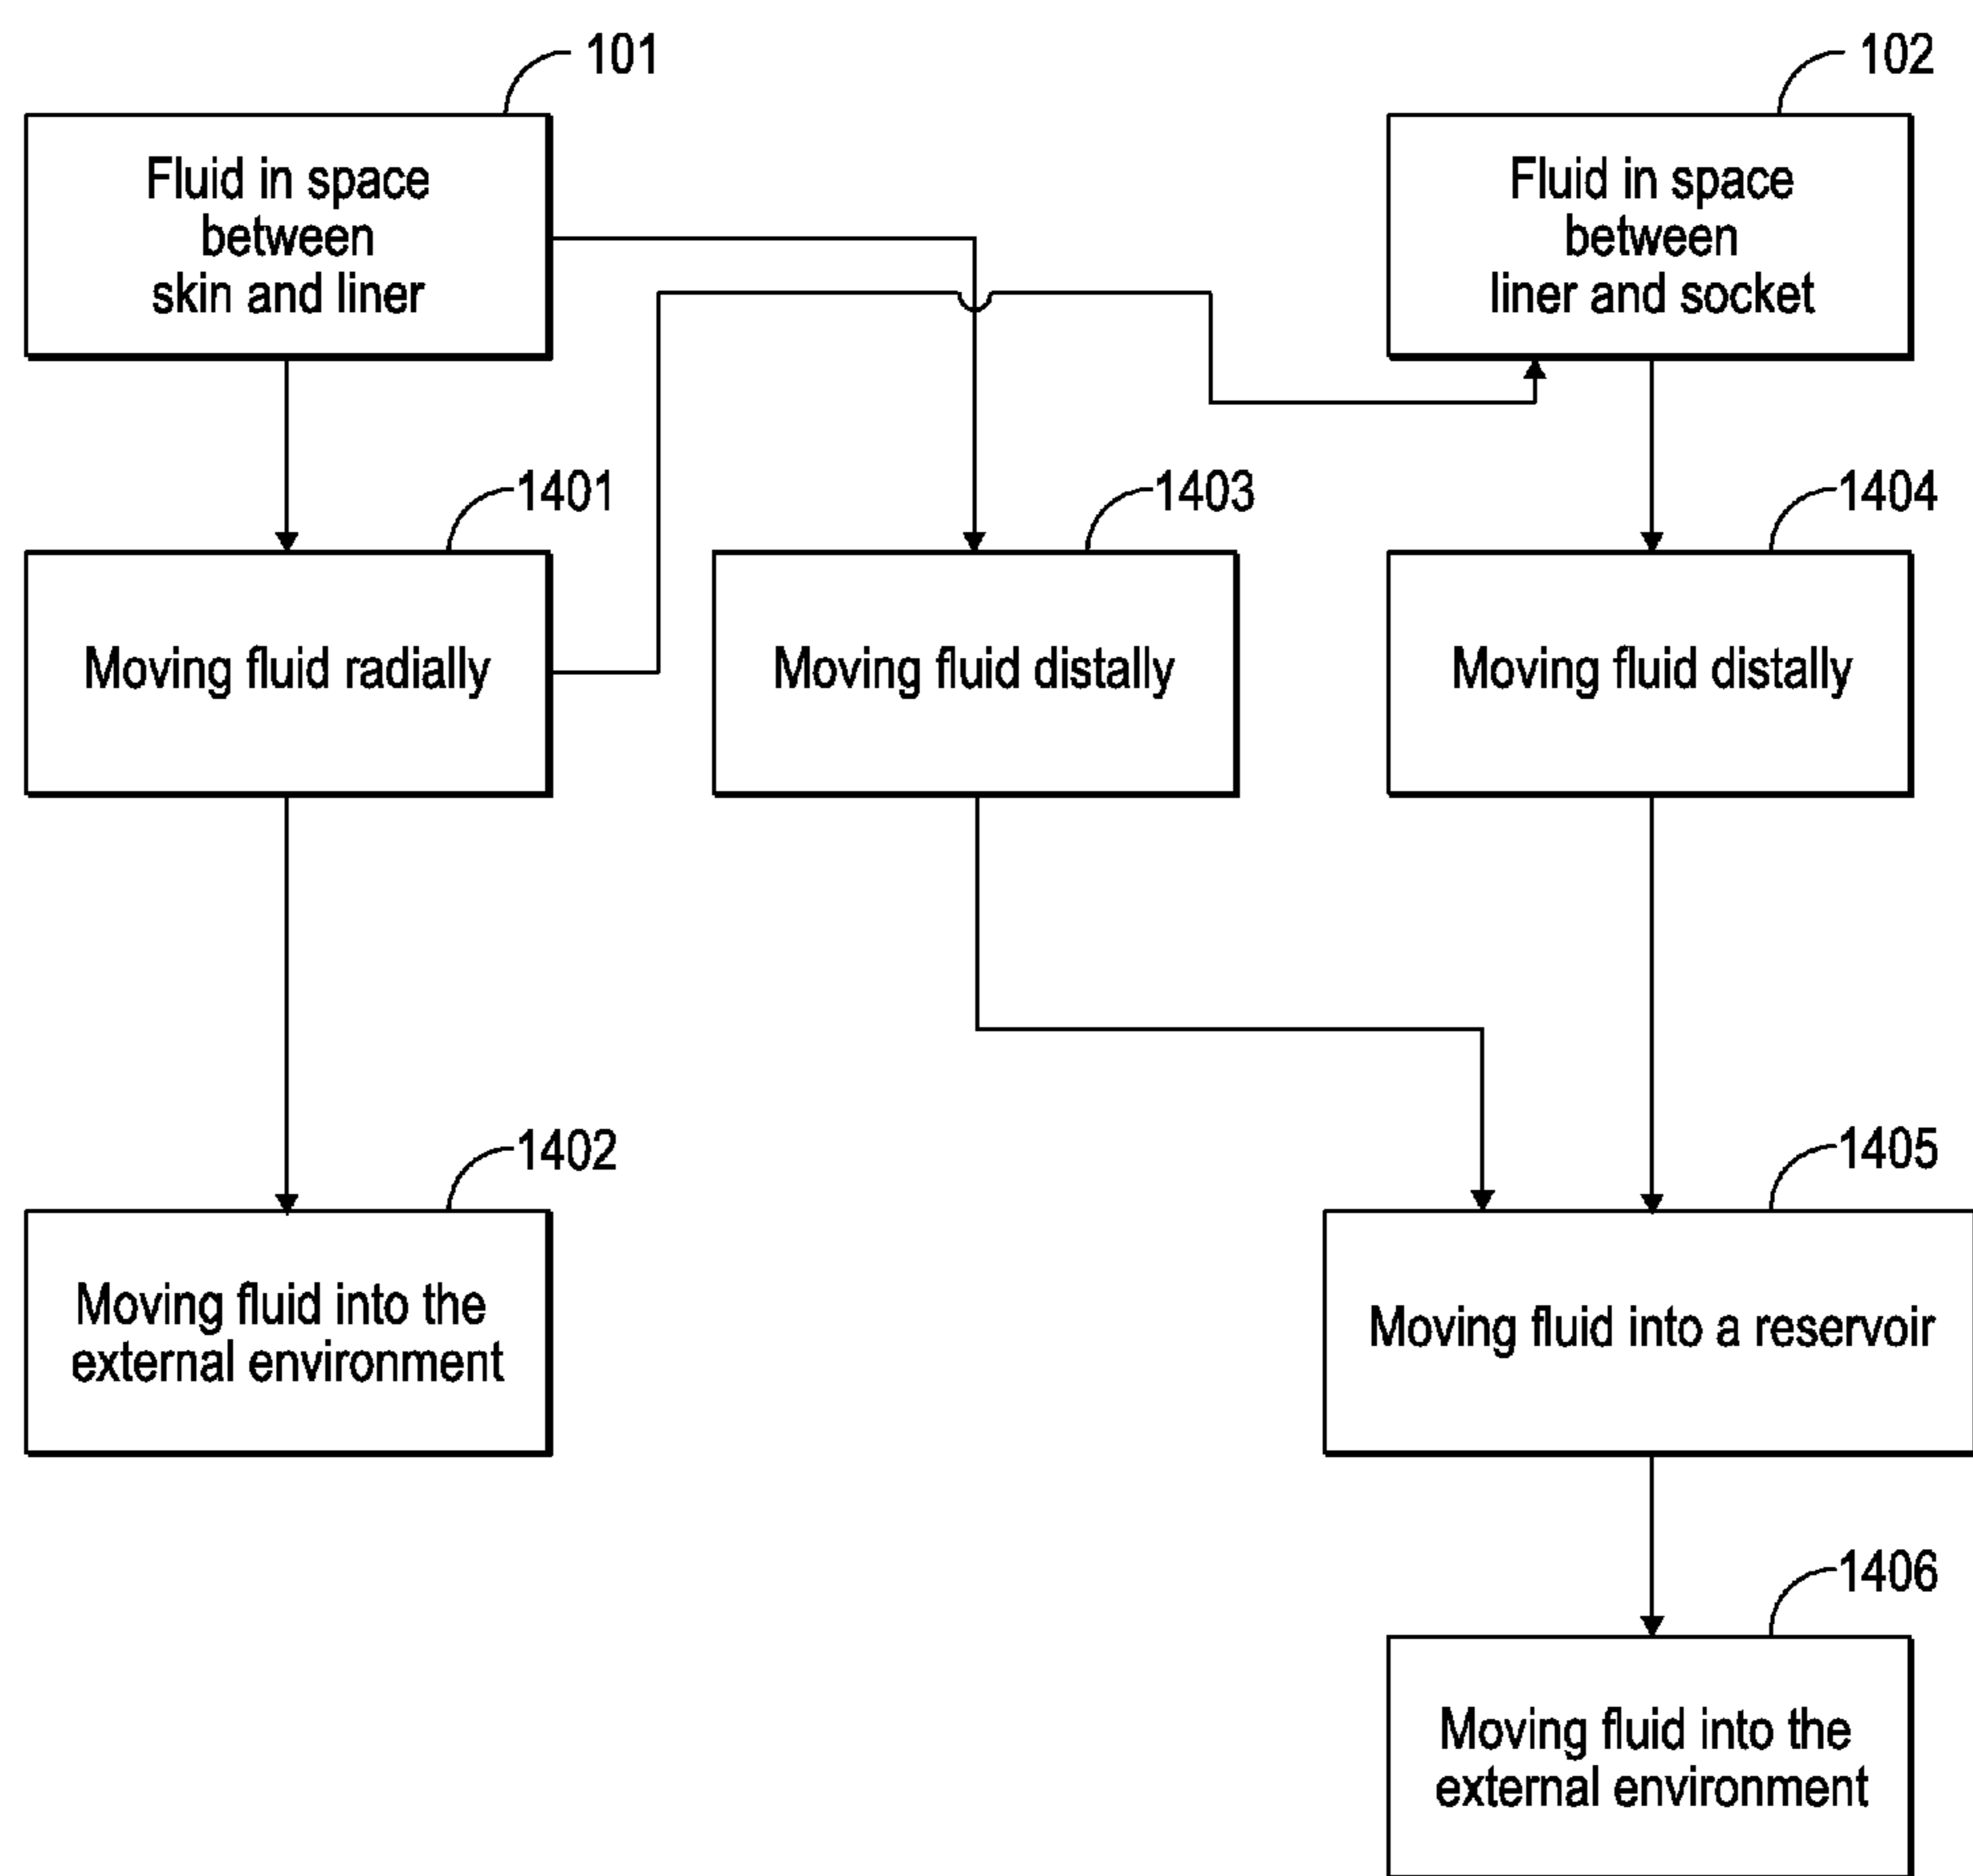 101
102
Fluid in space
between
skin and liner
Fluid in space
between
liner and socket
1401
1403
1404
Moving fluid radially
Moving fluid distally
Moving fluid distally
1402
1405
Moving fluid into the
external environment
Moving fluid into a reservoir
1406
Moving fluid into the
external environment